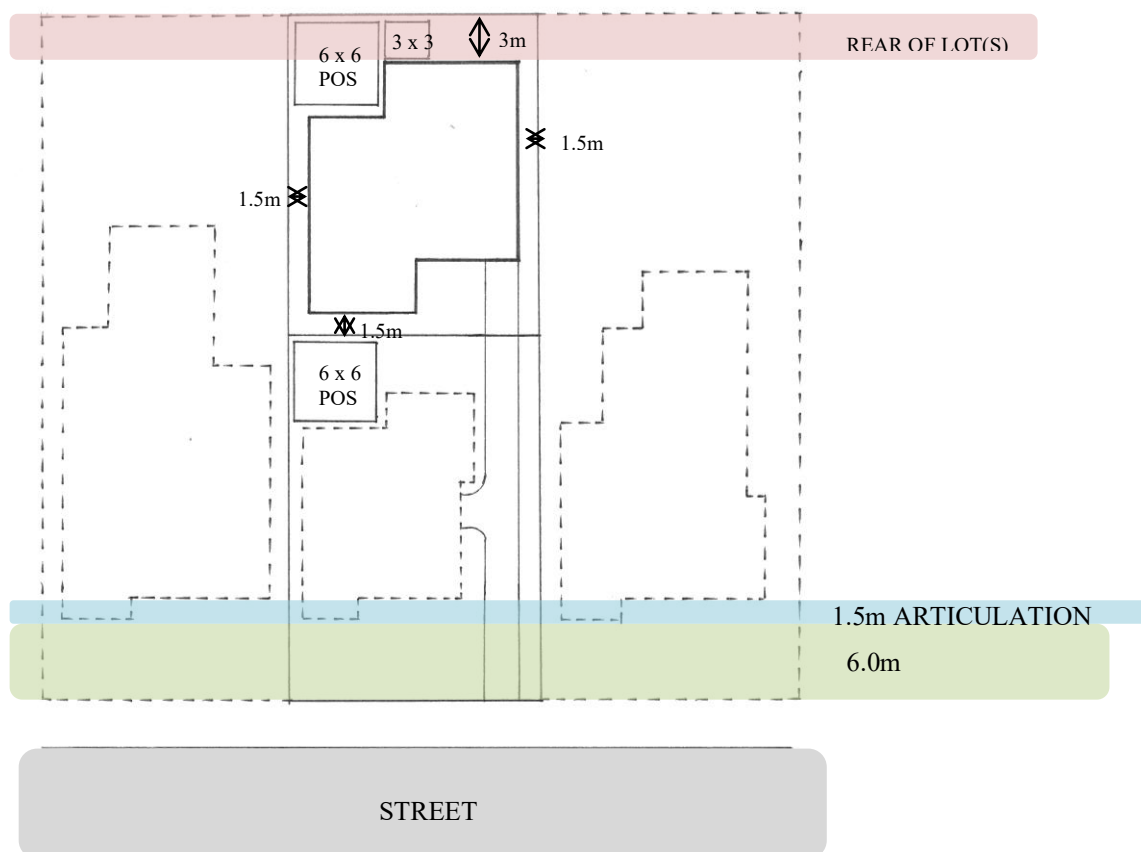 REAR OF LOT(S)
3 x 3
3m
6 x 6
POS
1.5m
1.5m
1.5m
6 x 6
POS
1.5m ARTICULATION
6.0m
STREET